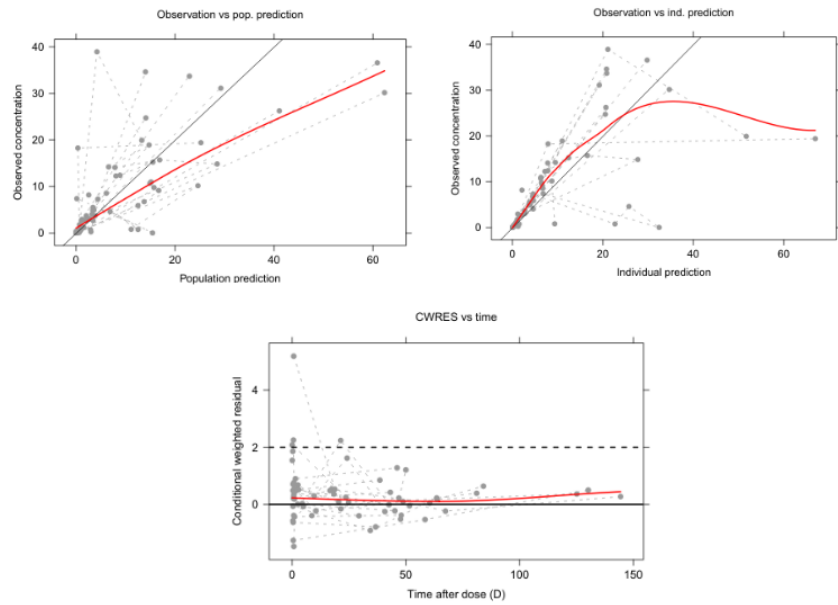 Observation vs pop. prediction
Observed concentration
40
30
20
10
0
0 20 40 60
Population prediction
Observation vs ind. prediction
Observed concentration
40
30
20
10
0
0 20 40 60
Individual prediction
CWRES vs time
Conditional weighted residual
4
2
0
0 50 100 150
Time after dose (D)